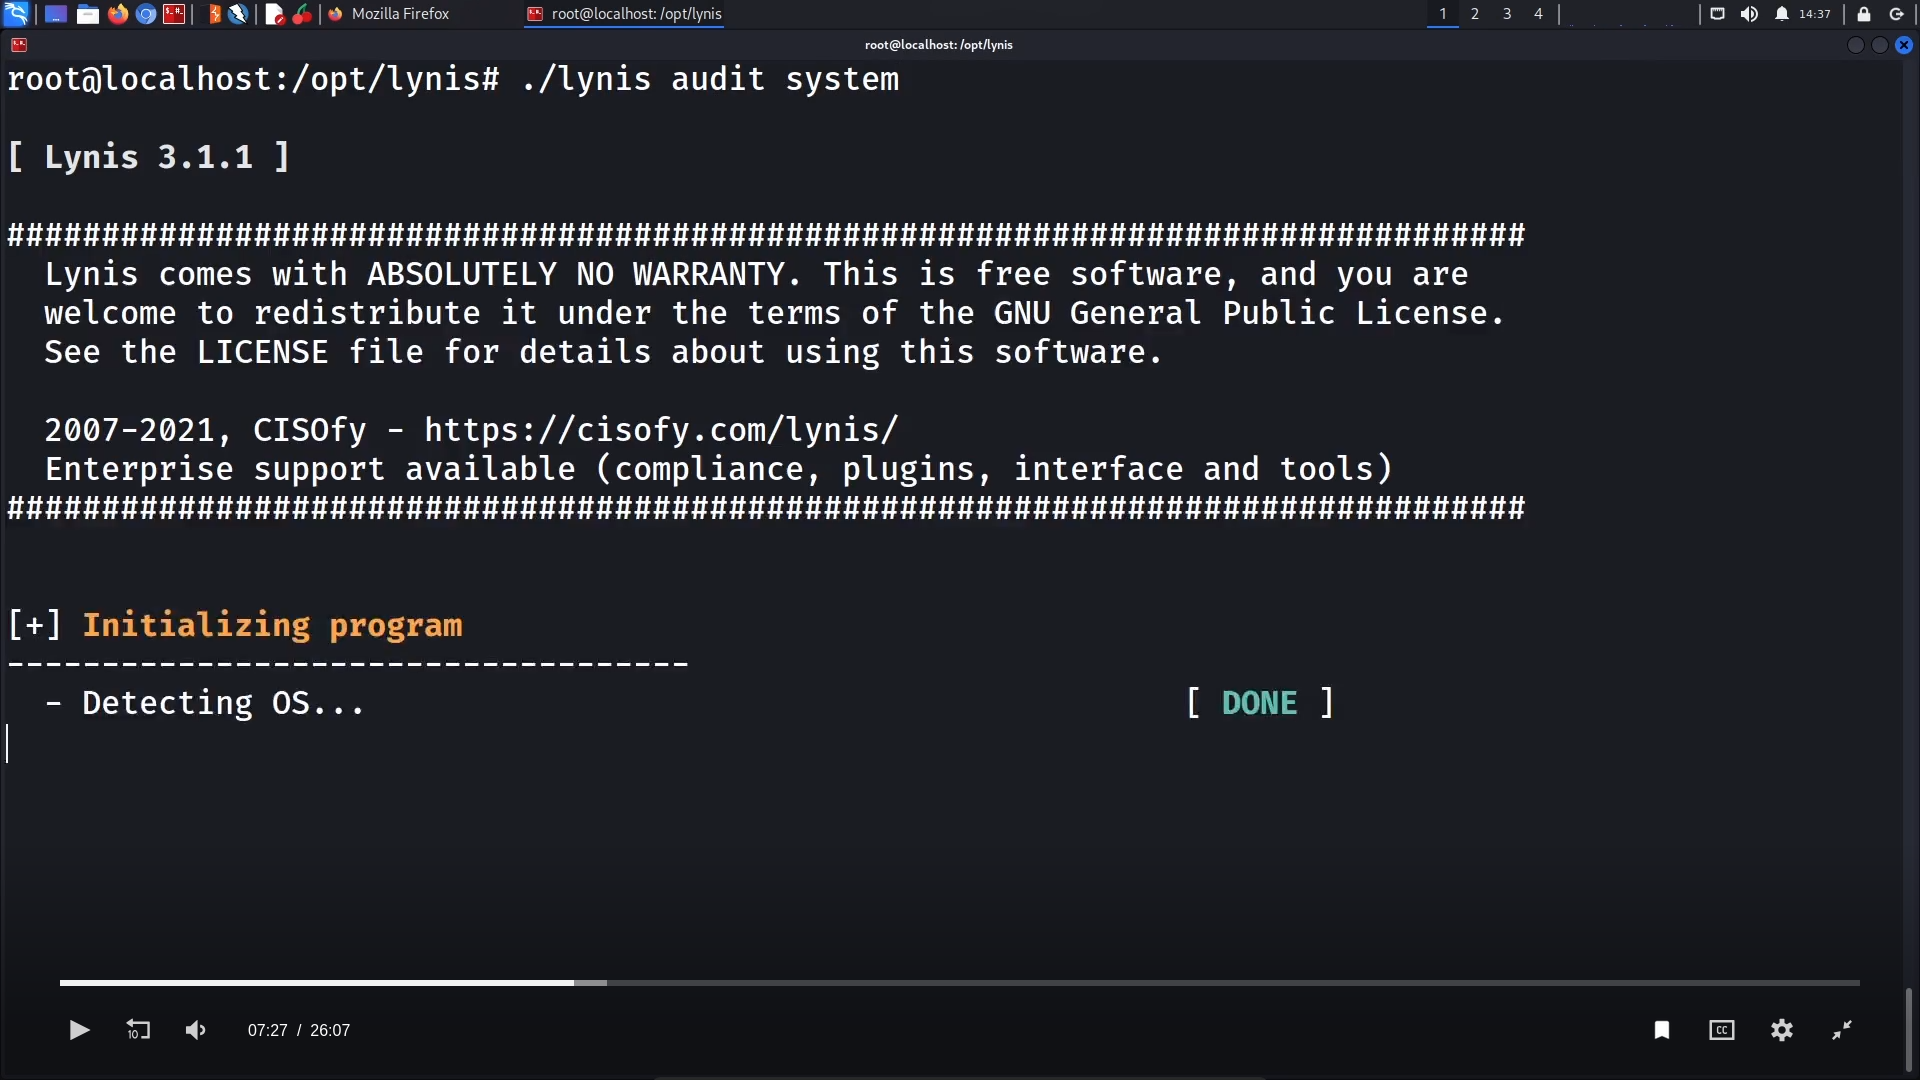 Mozilla Firefox
root@localhost: /opt/lynis
1 2 3 4
14:37
root@localhost: /opt/lynis
root@localhost:/opt/lynis# ./lynis audit system
[ Lynis 3.1.1 ]
################################################################################
Lynis comes with ABSOLUTELY NO WARRANTY. This is free software, and you are
welcome to redistribute it under the terms of the GNU General Public License.
See the LICENSE file for details about using this software.
2007-2021, CISOfy - https://cisofy.com/lynis/
Enterprise support available (compliance, plugins, interface and tools)
################################################################################
[+] Initializing program
------------------------------------
- Detecting OS... [ DONE ]
10
07:27 / 26:07
CC